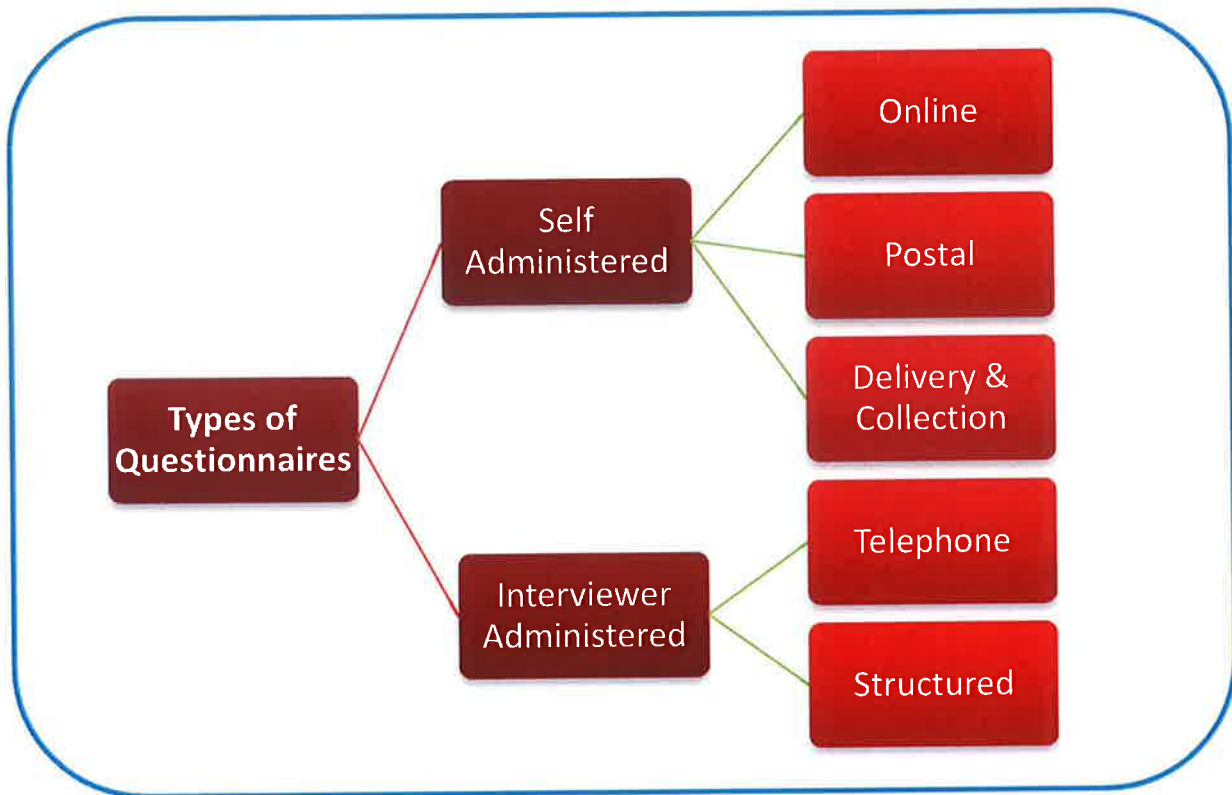 Types of
Questionnaires
Self
Administered
Online
Postal
Delivery &
Collection
Interviewer
Administered
Telephone
Structured